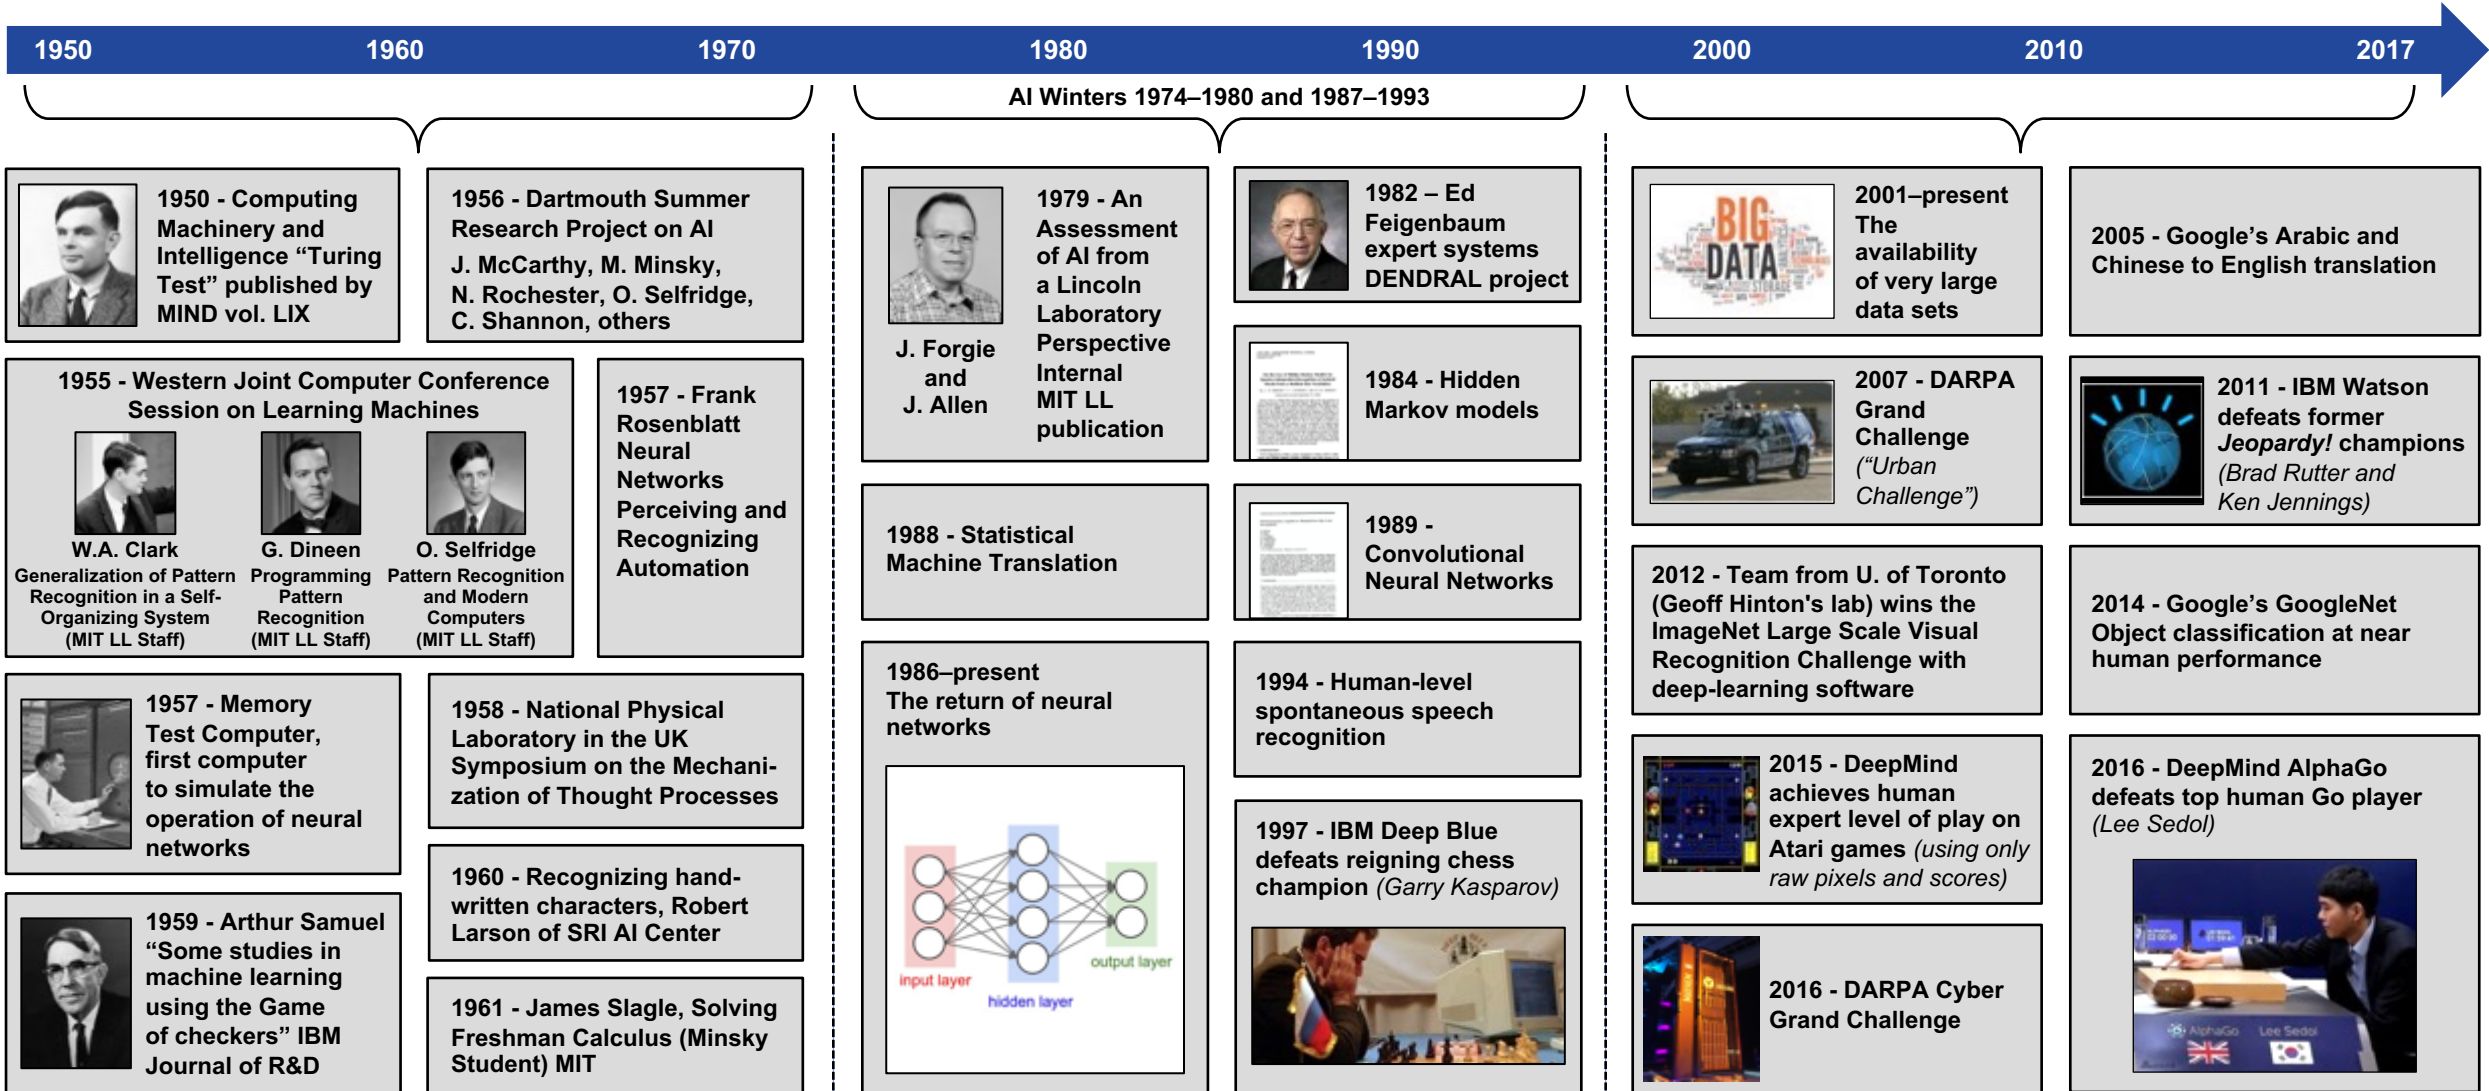 1950 1960 1970 1980 1990 2000 2010 2017
AI Winters 1974–1980 and 1987–1993
1950 - Computing
Machinery and
Intelligence “Turing
Test” published by
MIND vol. LIX
1956 - Dartmouth Summer
Research Project on AI
J. McCarthy, M. Minsky,
N. Rochester, O. Selfridge,
C. Shannon, others
1955 - Western Joint Computer Conference
Session on Learning Machines
W.A. Clark
Generalization of Pattern
Recognition in a Self-
Organizing System
(MIT LL Staff)
G. Dineen
Programming
Pattern
Recognition
(MIT LL Staff)
O. Selfridge
Pattern Recognition
and Modern
Computers
(MIT LL Staff)
1957 - Frank
Rosenblatt
Neural
Networks
Perceiving and
Recognizing
Automation
1957 - Memory
Test Computer,
first computer
to simulate the
operation of neural
networks
1958 - National Physical
Laboratory in the UK
Symposium on the Mechani-
zation of Thought Processes
1959 - Arthur Samuel
“Some studies in
machine learning
using the Game
of checkers” IBM
Journal of R&D
1960 - Recognizing hand-
written characters, Robert
Larson of SRI AI Center
1961 - James Slagle, Solving
Freshman Calculus (Minsky
Student) MIT
J. Forgie
and
J. Allen
1979 - An
Assessment
of AI from
a Lincoln
Laboratory
Perspective
Internal
MIT LL
publication
1982 – Ed
Feigenbaum
expert systems
DENDRAL project
1984 - Hidden
Markov models
1988 - Statistical
Machine Translation
1989 -
Convolutional
Neural Networks
1986–present
The return of neural
networks
input layer
hidden layer
output layer
1994 - Human-level
spontaneous speech
recognition
1997 - IBM Deep Blue
defeats reigning chess
champion (Garry Kasparov)
BIG
DATA
STORAGE
2001–present
The
availability
of very large
data sets
2005 - Google’s Arabic and
Chinese to English translation
2007 - DARPA
Grand
Challenge
(“Urban
Challenge”)
2011 - IBM Watson
defeats former
Jeopardy! champions
(Brad Rutter and
Ken Jennings)
2012 - Team from U. of Toronto
(Geoff Hinton's lab) wins the
ImageNet Large Scale Visual
Recognition Challenge with
deep-learning software
2014 - Google’s GoogleNet
Object classification at near
human performance
2015 - DeepMind
achieves human
expert level of play on
Atari games (using only
raw pixels and scores)
2016 - DeepMind AlphaGo
defeats top human Go player
(Lee Sedol)
AlphaGo Lee Sedol
2016 - DARPA Cyber
Grand Challenge